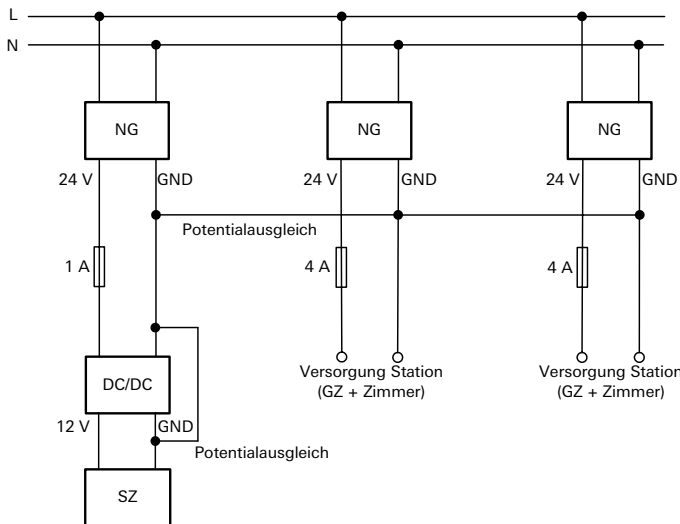 L
N
NG
NG
NG
24 V
GND
24 V
GND
24 V
GND
Potentialausgleich
1 A
4 A
4 A
Versorgung Station
(GZ + Zimmer)
Versorgung Station
(GZ + Zimmer)
DC/DC
12 V
GND
Potentialausgleich
SZ